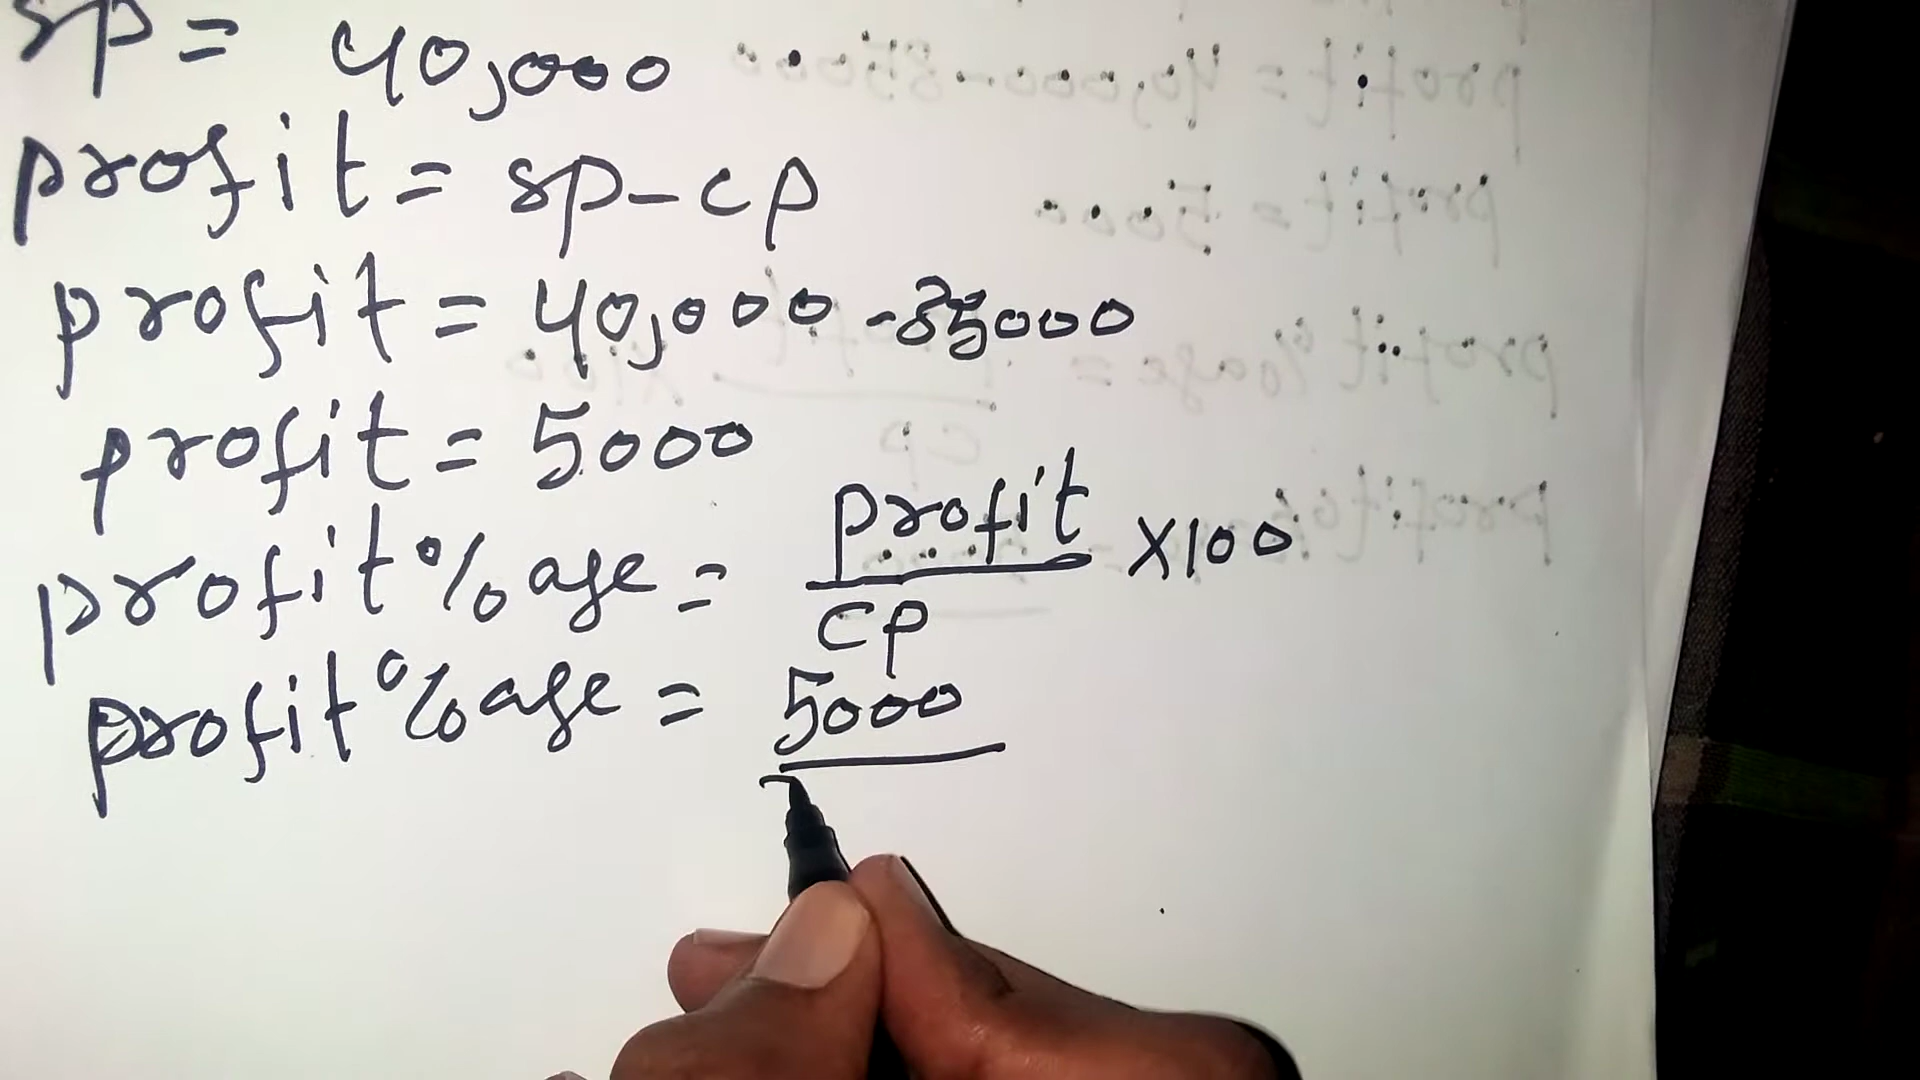 sp = 40,000
profit = sp - cp
profit = 40,000 - 35000
profit = 5000
profit %age = profit / cp X100
profit %age = 5000